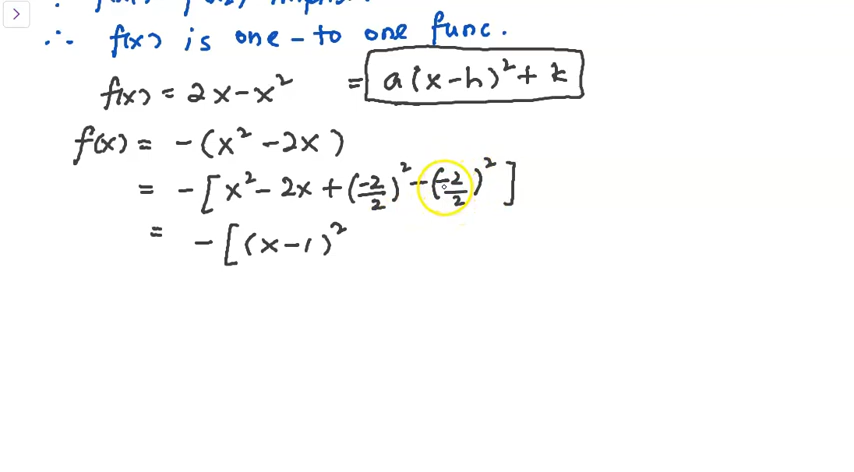 ∴ f(x) is one-to one func.
f(x) = 2x - x² = a(x-h)² + k
f(x) = -(x² - 2x)
= -[x² - 2x + (-2/2)² - (-2/2)²]
= -[(x-1)²